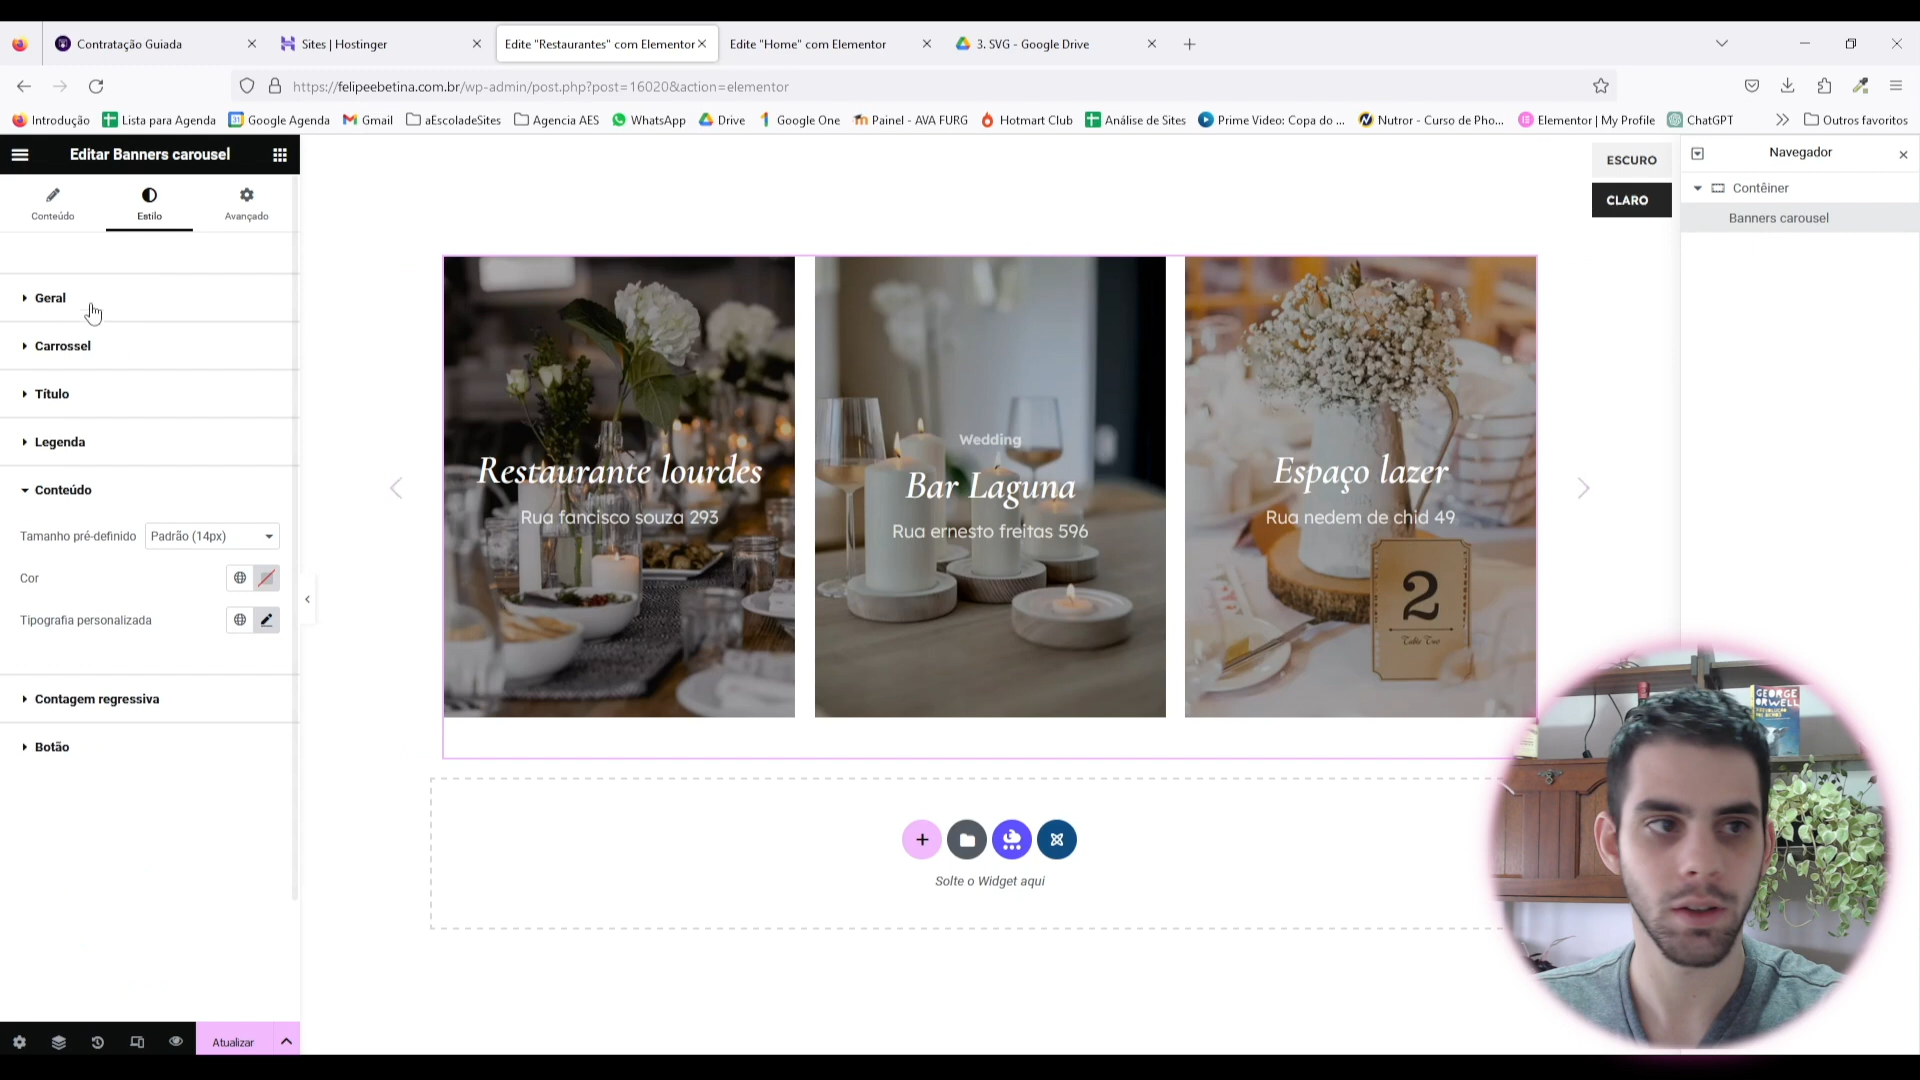 Contratação Guiada
Sites | Hostinger
Edite "Restaurantes" com Elementor
Edite "Home" com Elementor
3. SVG - Google Drive
https://felipeebetina.com.br/wp-admin/post.php?post=16020&action=elementor
Introdução
Lista para Agenda
Google Agenda
Gmail
aEscoladeSites
Agencia AES
WhatsApp
Drive
Google One
Painel - AVA FURG
Hotmart Club
Análise de Sites
Prime Video: Copa do ...
Nutror - Curso de Pho...
Elementor | My Profile
ChatGPT
Outros favoritos
Editar Banners carousel
Conteúdo
Estilo
Avançado
Geral
Carrossel
Título
Legenda
Conteúdo
Tamanho pré-definido
Padrão (14px)
Cor
Tipografia personalizada
Contagem regressiva
Botão
Atualizar
ESCURO
CLARO
Navegador
Contêiner
Banners carousel
Restaurante lourdes
Rua fancisco souza 293
Wedding
Bar Laguna
Rua ernesto freitas 596
Espaço lazer
Rua nedem de chid 49
2
Table Two
Solte o Widget aqui
GEORGE
ORWELL